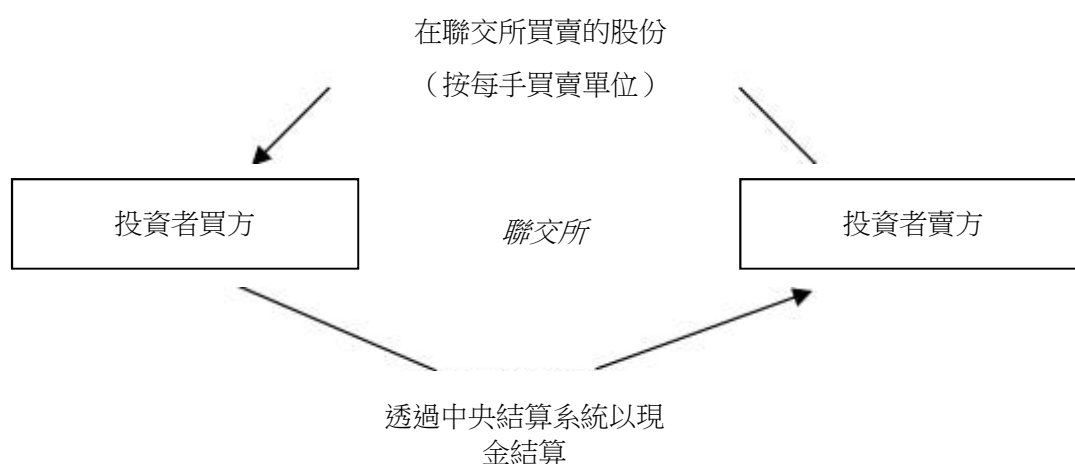 在聯交所買賣的股份
（按每手買賣單位）
投資者買方
聯交所
投資者賣方
透過中央結算系統以現
金結算